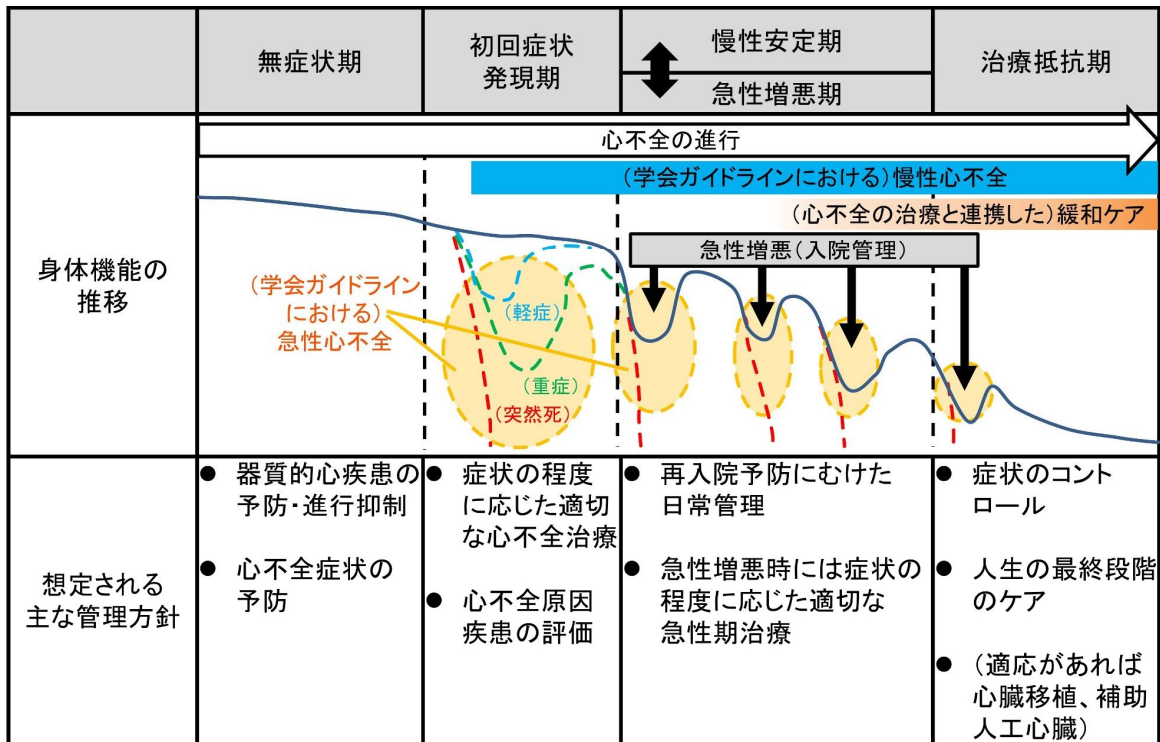 無症状期
初回症状
発現期
慢性安定期
急性増悪期
治療抵抗期
身体機能の
推移
心不全の進行
(学会ガイドラインにおける)慢性心不全
(心不全の治療と連携した)緩和ケア
急性増悪(入院管理)
(学会ガイドライン
における)
急性心不全
(軽症)
(重症)
(突然死)
想定される
主な管理方針
● 器質的心疾患の
予防・進行抑制
● 心不全症状の
予防
● 症状の程度
に応じた適切
な心不全治療
● 心不全原因
疾患の評価
● 再入院予防にむけた
日常管理
● 急性増悪時には症状の
程度に応じた適切な
急性期治療
● 症状のコント
ロール
● 人生の最終段階
のケア
● (適応があれば
心臓移植、補助
人工心臓)